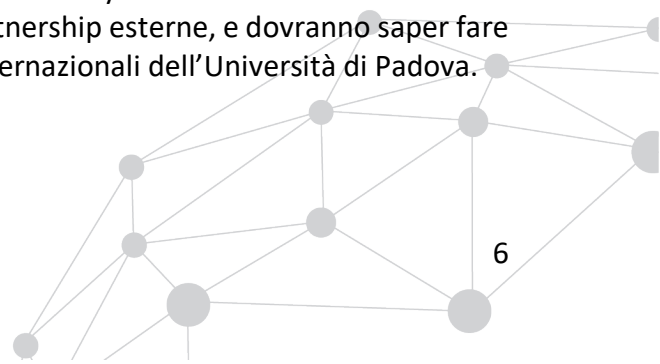 tnership esterne, e dovranno saper fare
ernazionali dell'Università di Padova.
6